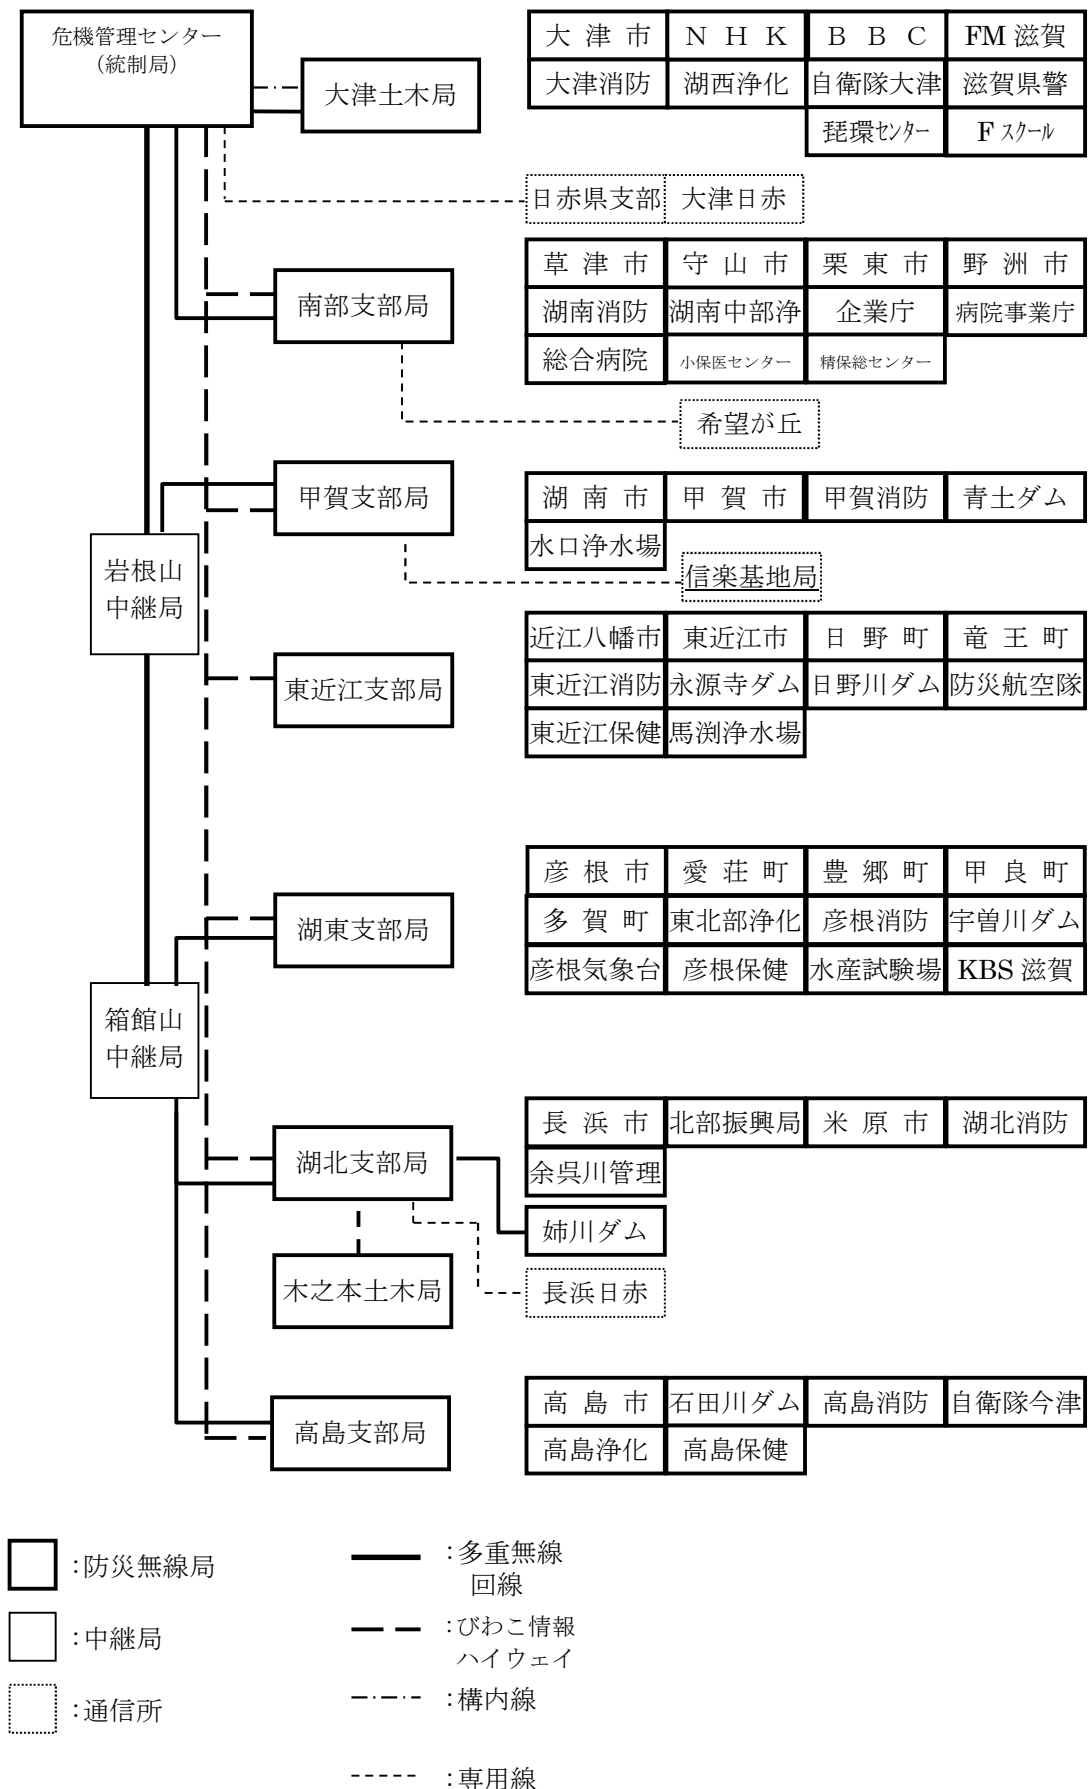 危機管理センター
（統制局）
大津土木局
大 津 市 Ｎ Ｈ Ｋ Ｂ Ｂ Ｃ FM 滋賀
大津消防 湖西浄化 自衛隊大津 滋賀県警
琵環センター F スクール
日赤県支部 大津日赤
南部支部局
草 津 市 守 山 市 栗 東 市 野 洲 市
湖南消防 湖南中部浄 企業庁 病院事業庁
総合病院 小保医センター 精保総センター
希望が丘
甲賀支部局
湖 南 市 甲 賀 市 甲賀消防 青土ダム
水口浄水場
信楽基地局
岩根山
中継局
東近江支部局
近江八幡市 東近江市 日 野 町 竜 王 町
東近江消防 永源寺ダム 日野川ダム 防災航空隊
東近江保健 馬渕浄水場
湖東支部局
彦 根 市 愛 荘 町 豊 郷 町 甲 良 町
多 賀 町 東北部浄化 彦根消防 宇曽川ダム
彦根気象台 彦根保健 水産試験場 KBS 滋賀
箱館山
中継局
湖北支部局
長 浜 市 北部振興局 米 原 市 湖北消防
余呉川管理
姉川ダム
木之本土木局
長浜日赤
高島支部局
高 島 市 石田川ダム 高島消防 自衛隊今津
高島浄化 高島保健
：防災無線局
：中継局
：通信所
：多重無線
回線
：びわこ情報
ハイウェイ
：構内線
：専用線